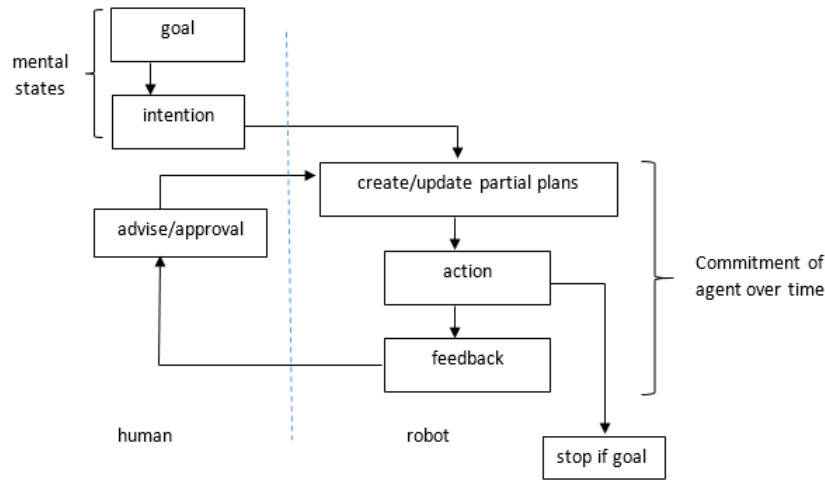 goal
mental
states
intention
create/update partial plans
advise/approval
action
Commitment of
agent over time
feedback
human
robot
stop if goal